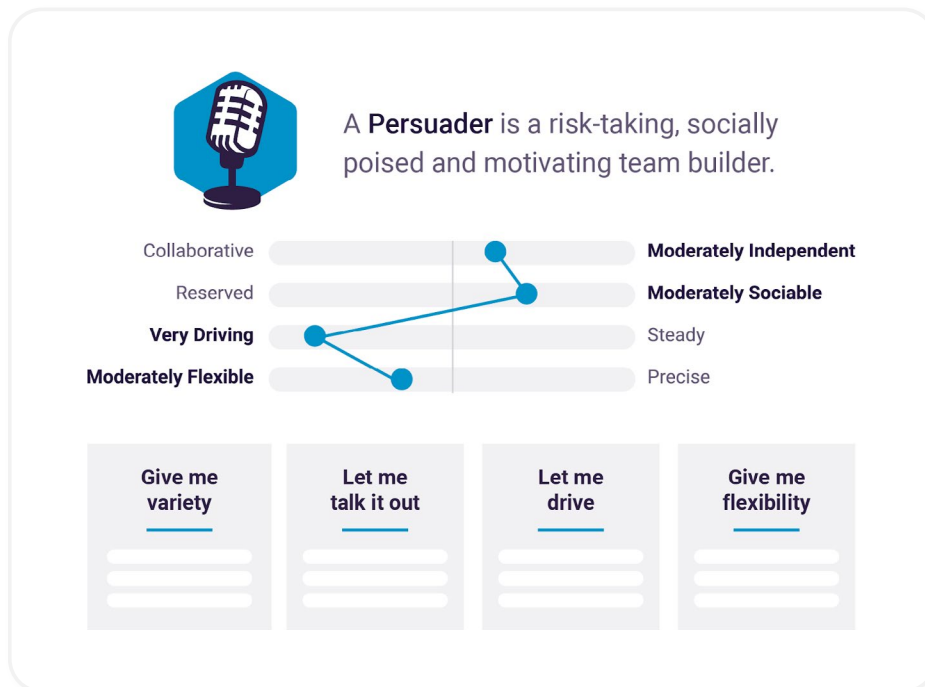 A Persuader is a risk-taking, socially
poised and motivating team builder.
Collaborative
Moderately Independent
Reserved
Moderately Sociable
Very Driving
Steady
Moderately Flexible
Precise
Give me
variety
Let me
talk it out
Let me
drive
Give me
flexibility